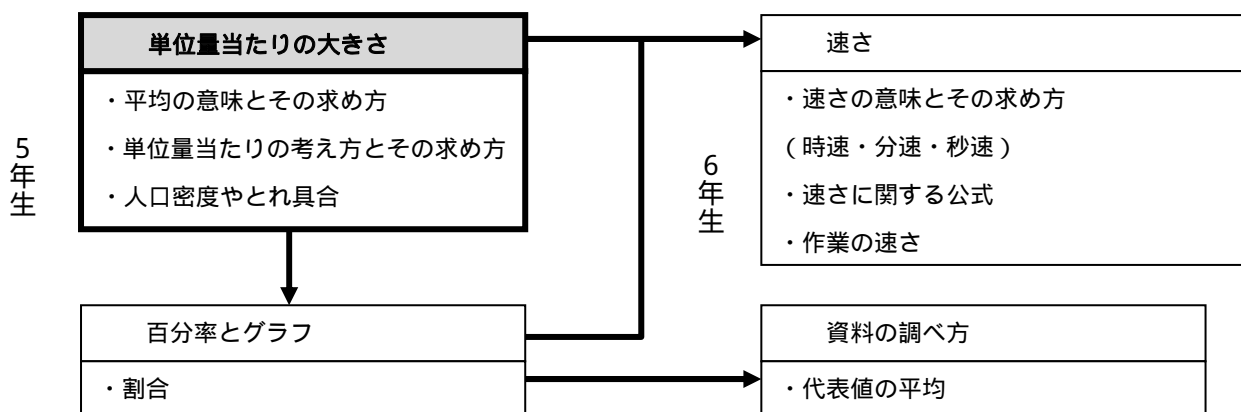 5年生
単位量当たりの大きさ
・平均の意味とその求め方
・単位量当たりの考え方とその求め方
・人口密度やとれ具合
百分率とグラフ
・割合
6年生
速さ
・速さの意味とその求め方
(時速・分速・秒速)
・速さに関する公式
・作業の速さ
資料の調べ方
・代表値の平均